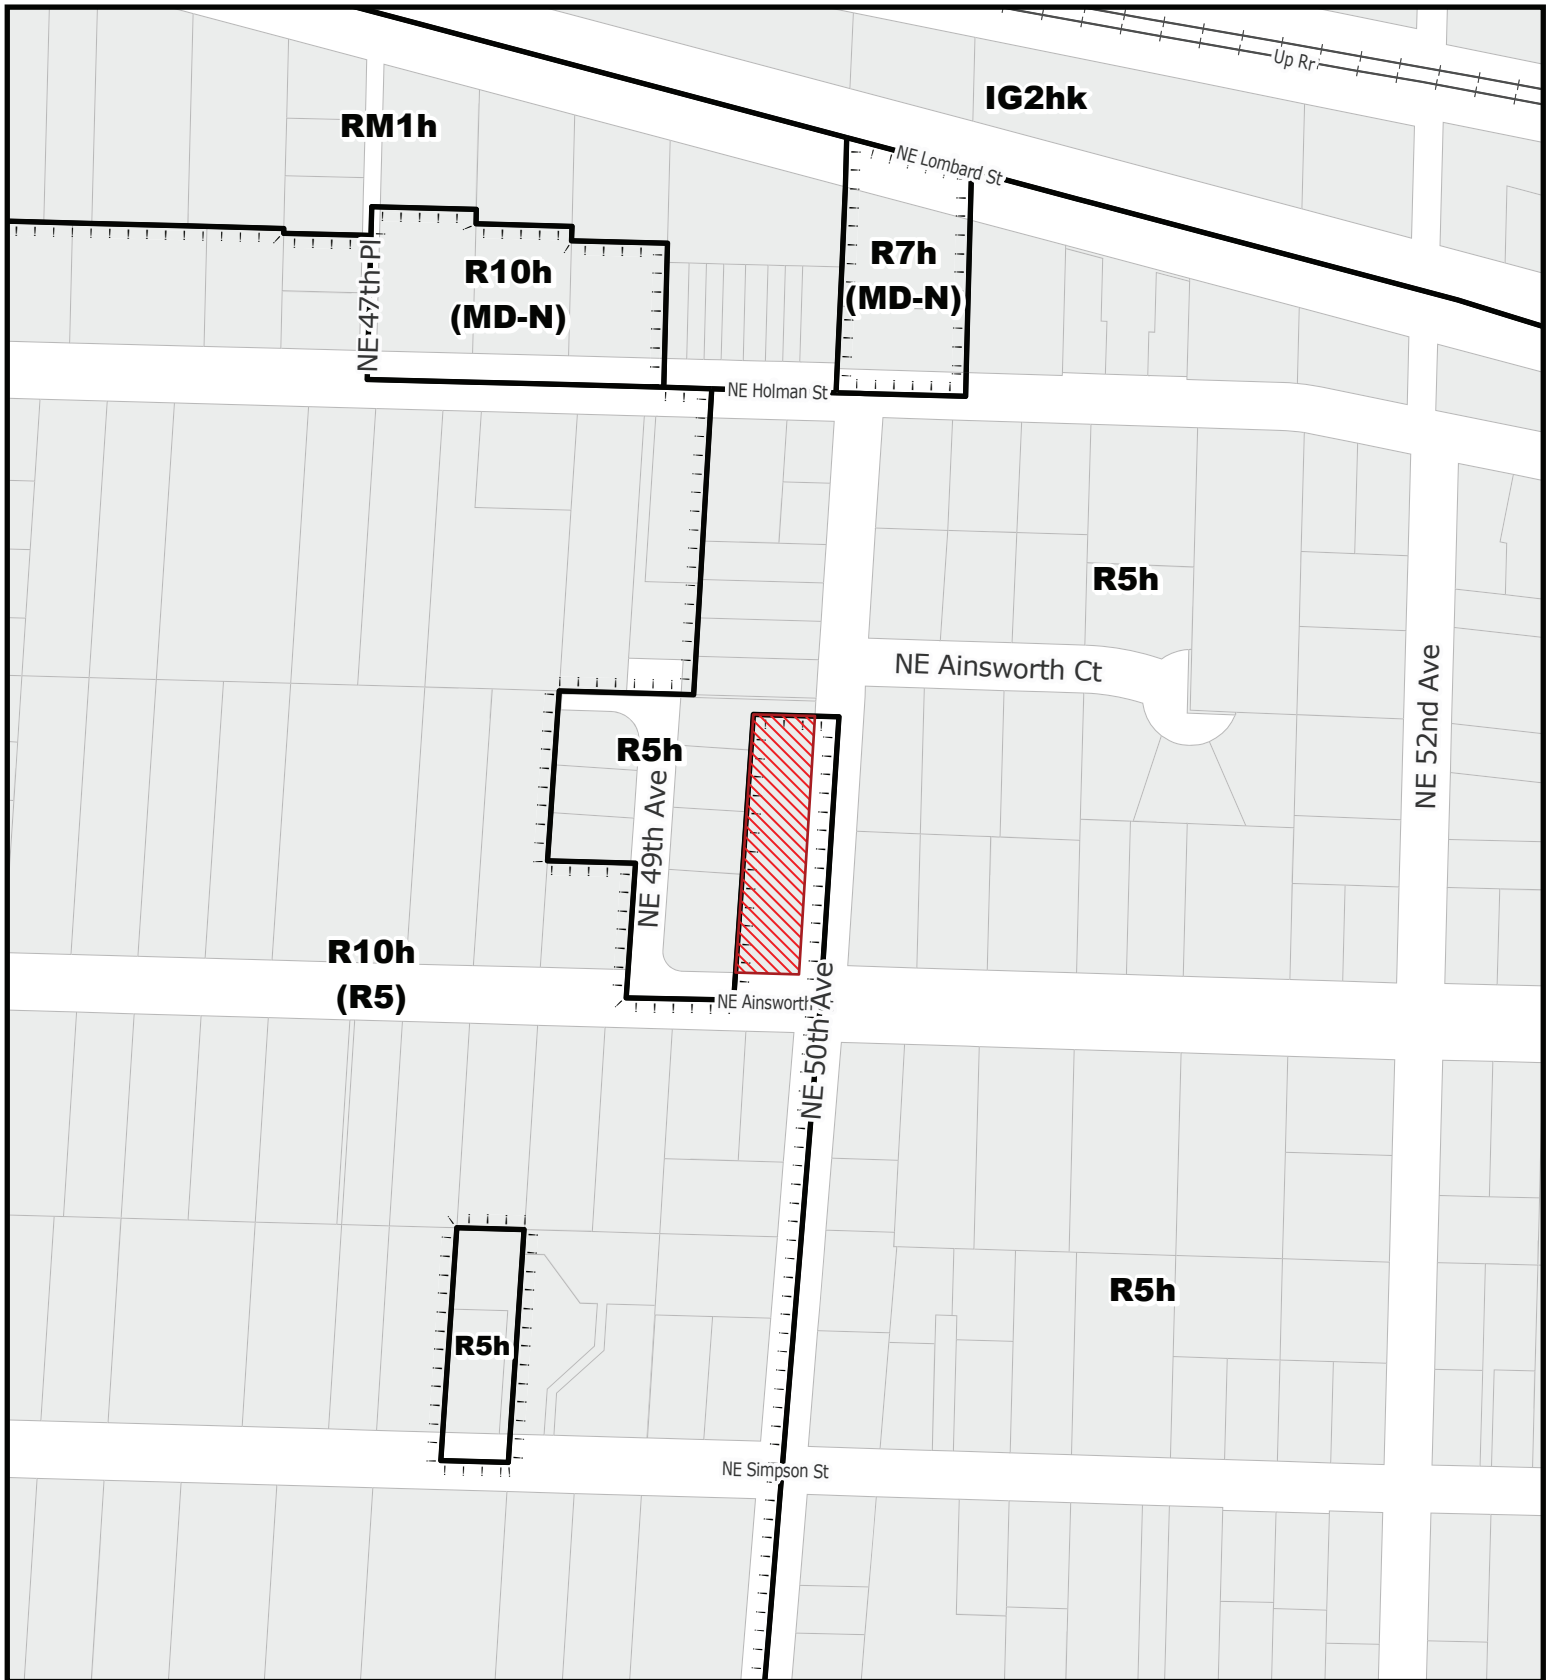 Up Rr
IG2hk
RM1h
NE Lombard St
R7h
(MD-N)
R10h
(MD-N)
NE 47th Pl
NE Holman St
R5h
NE Ainsworth Ct
NE 52nd Ave
R5h
NE 49th Ave
R10h
(R5)
NE Ainsworth
NE 50th Ave
R5h
R5h
NE Simpson St